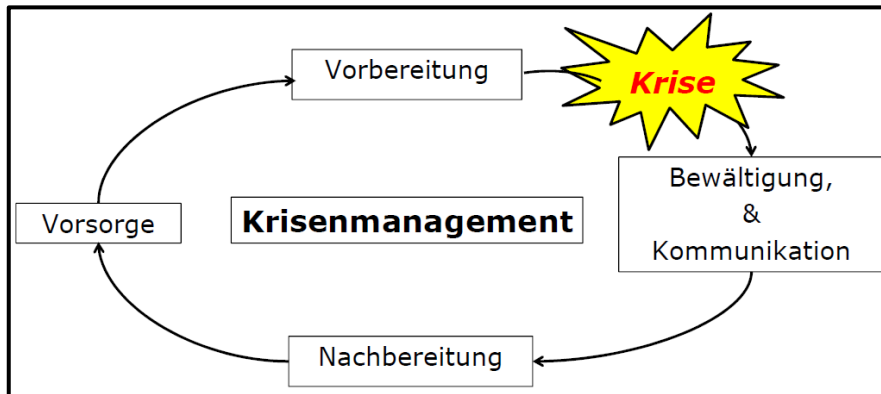 Vorbereitung
Krise
Bewältigung,
&
Kommunikation
Vorsorge
Krisenmanagement
Nachbereitung